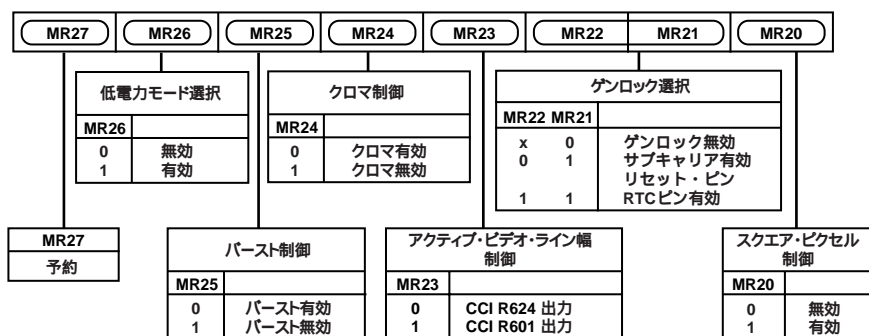 MR27 MR26 MR25 MR24 MR23 MR22 MR21 MR20
低電力モード選択
MR26
0 無効
1 有効
クロマ制御
MR24
0 クロマ有効
1 クロマ無効
ゲンロック選択
MR22 MR21
x 0 ゲンロック無効
0 1 サブキャリア有効
リセット・ピン
1 1 RTCピン有効
MR27
予約
バースト制御
MR25
0 バースト有効
1 バースト無効
アクティブ・ビデオ・ライン幅
制御
MR23
0 CCI R624 出力
1 CCI R601 出力
スクエア・ピクセル
制御
MR20
0 無効
1 有効